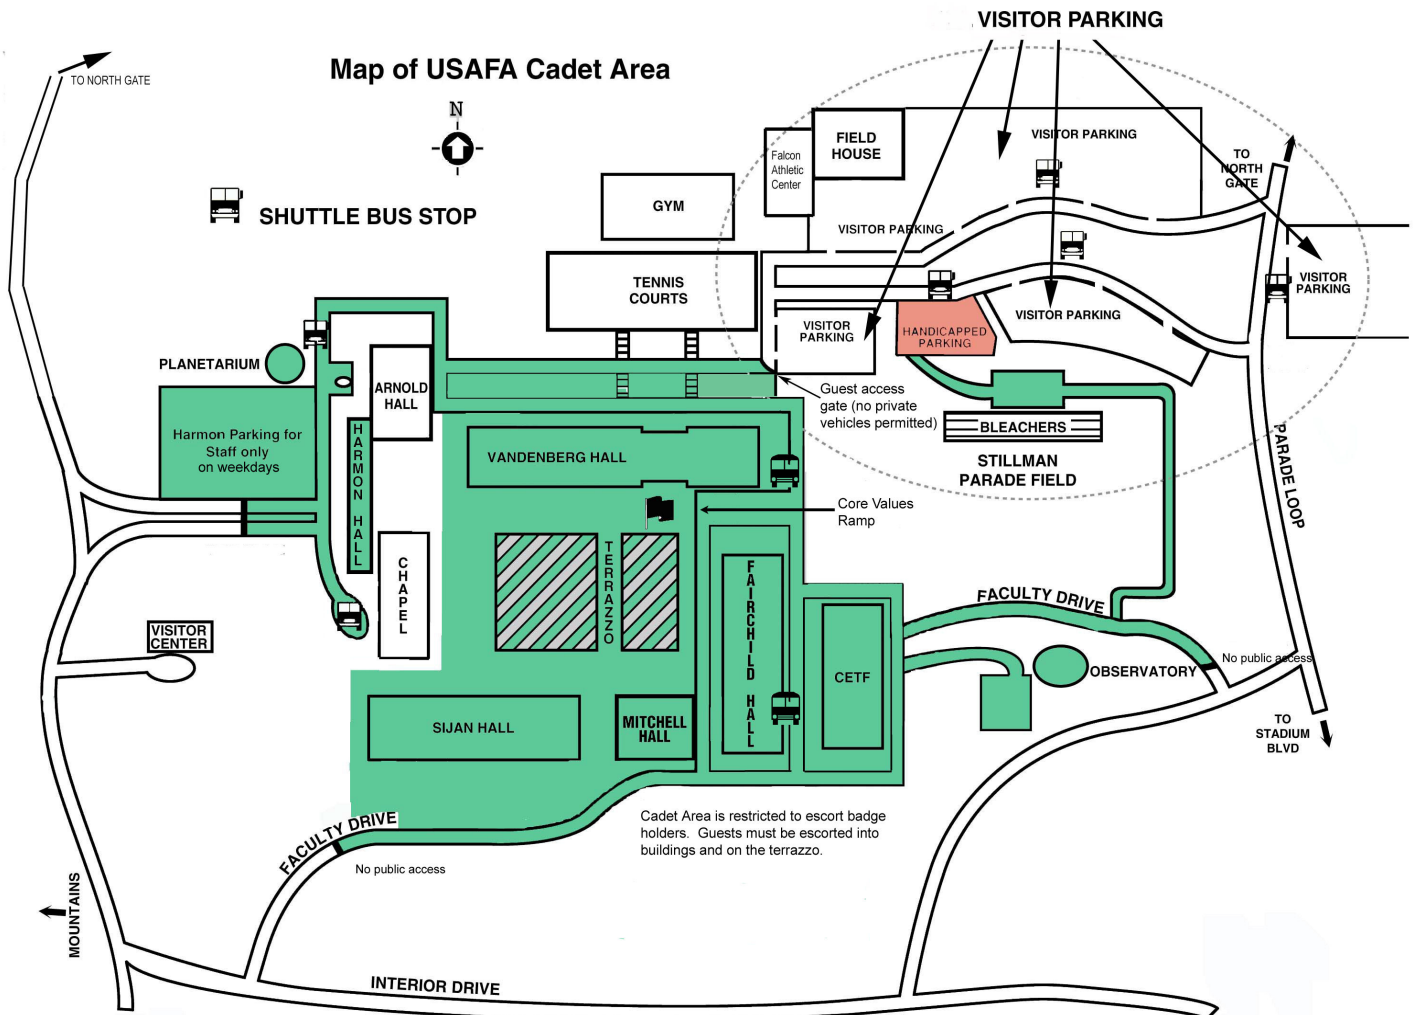 VISITOR PARKING
Map of USAFA Cadet Area
TO NORTH GATE
N
SHUTTLE BUS STOP
FIELD
HOUSE
Falcon
Athletic
Center
VISITOR PARKING
TO
NORTH
GATE
GYM
VISITOR PARKING
TENNIS
COURTS
VISITOR
PARKING
VISITOR
PARKING
HANDICAPPED
PARKING
VISITOR PARKING
PLANETARIUM
ARNOLD
HALL
Guest access
gate (no private
vehicles permitted)
BLEACHERS
STILLMAN
PARADE FIELD
PARADE LOOP
Harmon Parking for
Staff only
on weekdays
HARMON HALL
VANDENBERG HALL
Core Values
Ramp
CHAPEL
TERRAZZO
FAIRCHILD HALL
FACULTY DRIVE
VISITOR
CENTER
No public access
OBSERVATORY
CETF
SIJAN HALL
MITCHELL
HALL
TO
STADIUM
BLVD
FACULTY DRIVE
Cadet Area is restricted to escort badge
holders. Guests must be escorted into
buildings and on the terrazzo.
No public access
MOUNTAINS
INTERIOR DRIVE